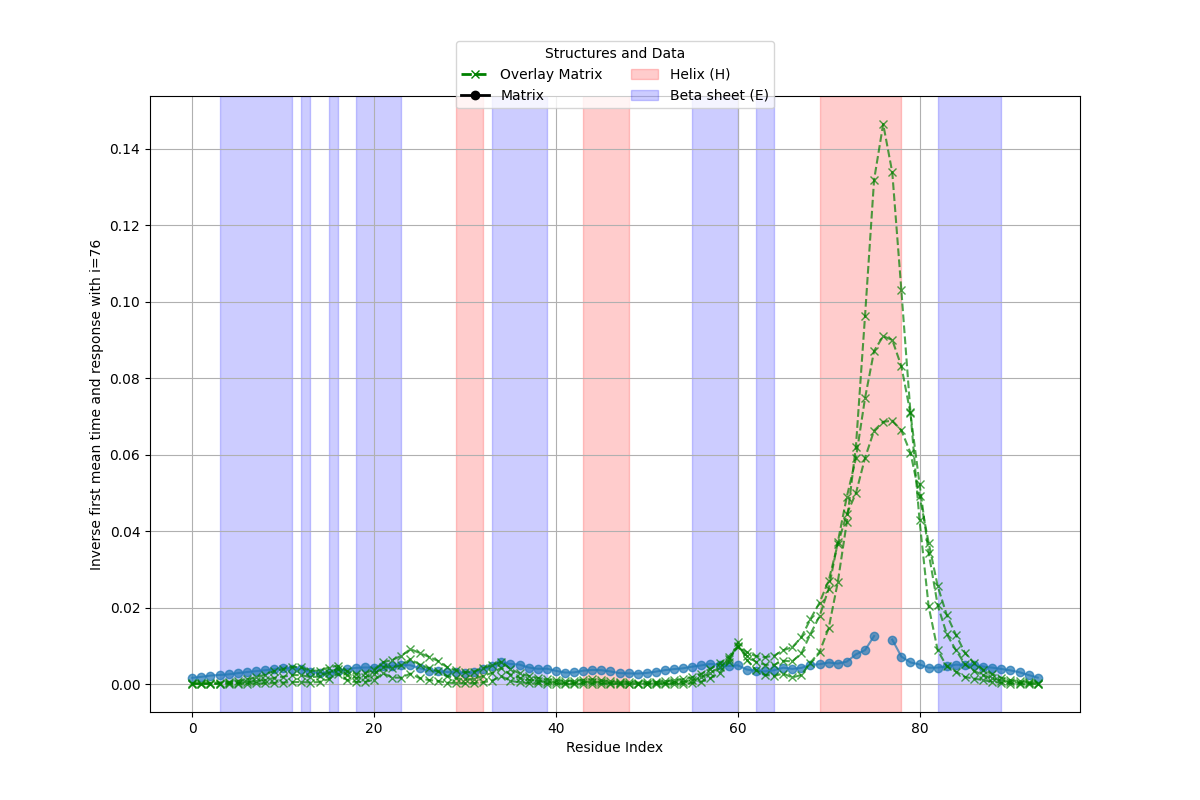 Structures and Data
Overlay Matrix
Helix (H)
Matrix
Beta sheet (E)
0.14
0.12
0.10
0.08
0.06
0.04
0.02
0.00
Inverse first mean time and response with i=76
0 20 40 60 80
Residue Index